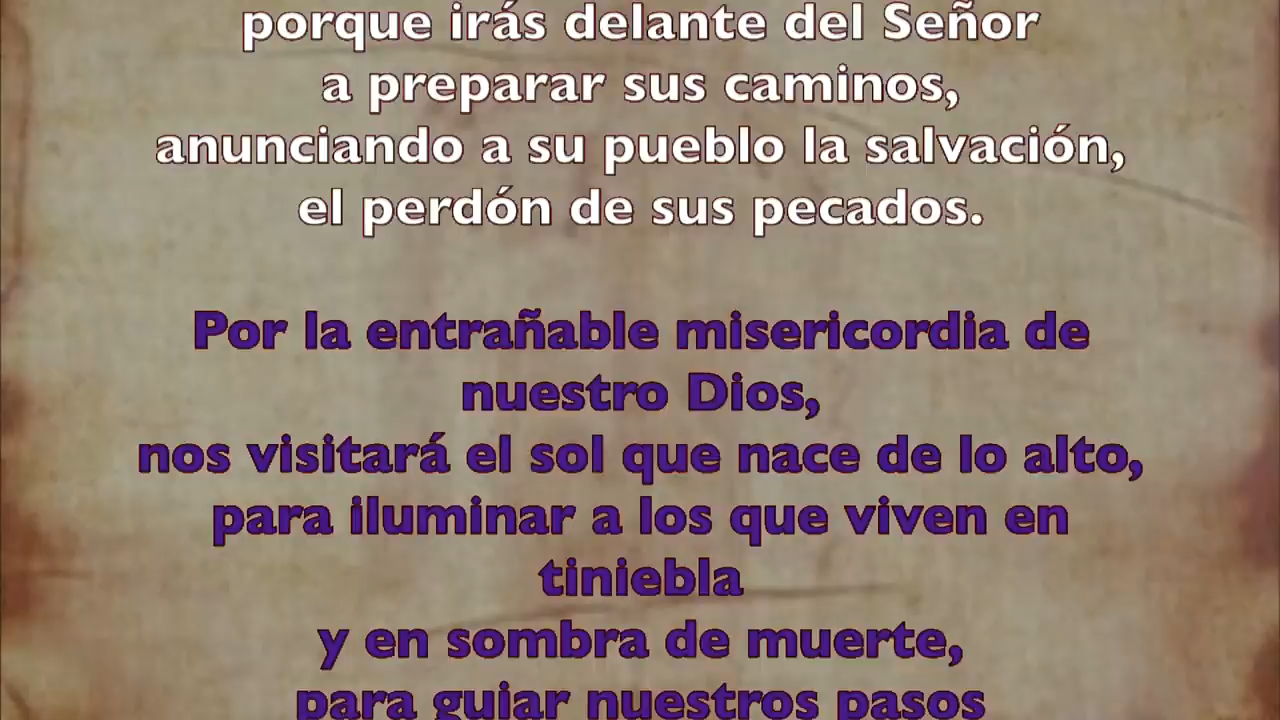 porque irás delante del Señor
a preparar sus caminos,
anunciando a su pueblo la salvación,
el perdón de sus pecados.
Por la entrañable misericordia de
nuestro Dios,
nos visitará el sol que nace de lo alto,
para iluminar a los que viven en
tiniebla
y en sombra de muerte,
para guiar nuestros pasos